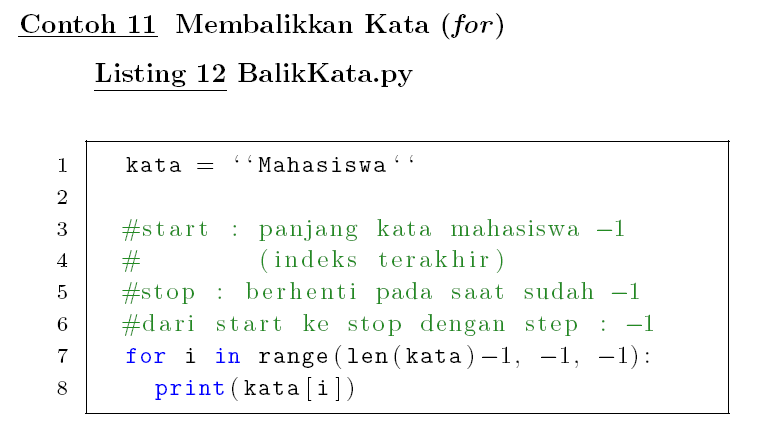 Contoh 11 Membalikkan Kata (for)
Listing 12 BalikKata.py
1 kata = ‘‘Mahasiswa‘‘
2
3 #start : panjang kata mahasiswa −1
4 #        (indeks terakhir)
5 #stop : berhenti pada saat sudah −1
6 #dari start ke stop dengan step : −1
7 for i in range(len(kata)−1, −1, −1):
8   print(kata[i])